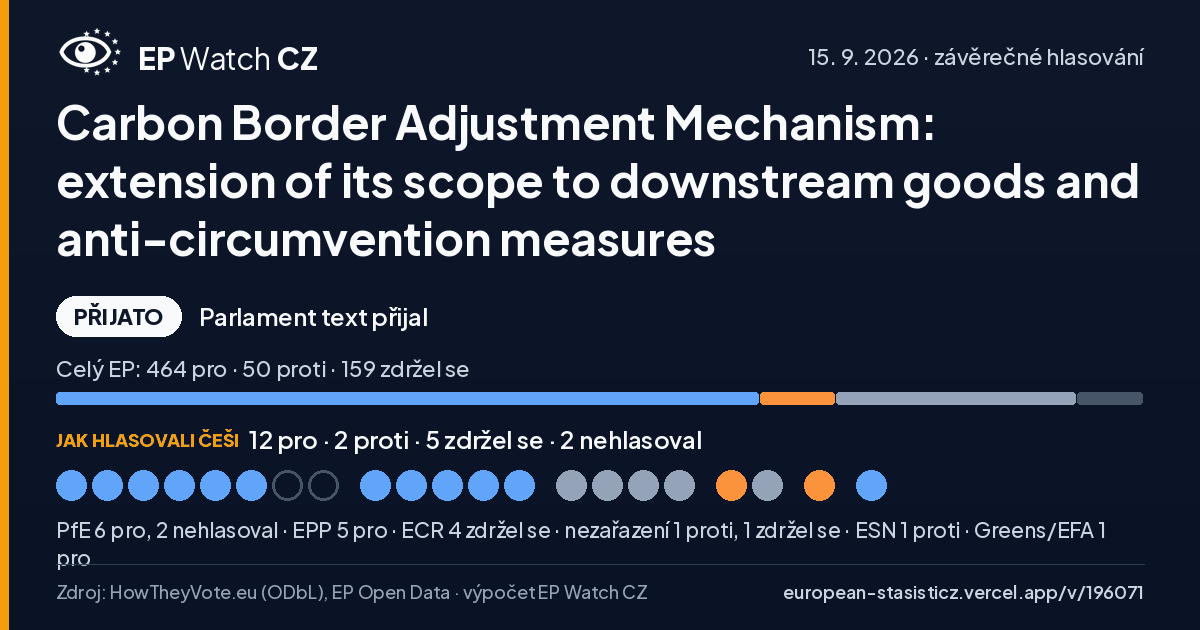 EP Watch CZ
15. 9. 2026 · závěrečné hlasování
Carbon Border Adjustment Mechanism:
extension of its scope to downstream goods and
anti-circumvention measures
PŘIJATO Parlament text přijal
Celý EP: 464 pro · 50 proti · 159 zdržel se
JAK HLASOVALI ČEŠI 12 pro · 2 proti · 5 zdržel se · 2 nehlasoval
PfE 6 pro, 2 nehlasoval · EPP 5 pro · ECR 4 zdržel se · nezařazení 1 proti, 1 zdržel se · ESN 1 proti · Greens/EFA 1
pro
Zdroj: HowTheyVote.eu (ODbL), EP Open Data · výpočet EP Watch CZ
european-stasisticz.vercel.app/v/196071